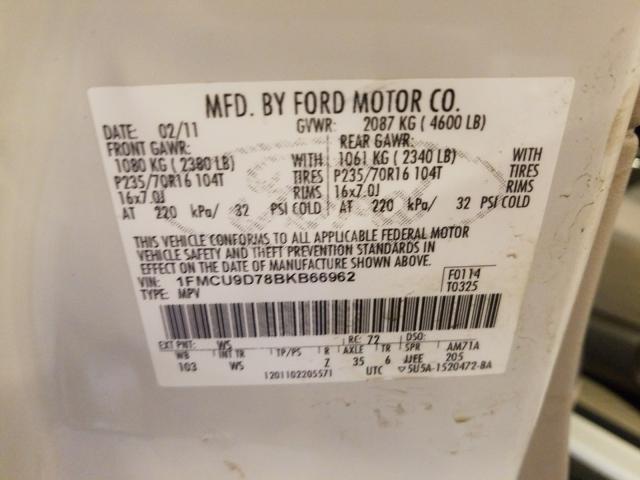 MFD. BY FORD MOTOR CO.
DATE: 02/11 GVWR: 2087 KG ( 4600 LB)
FRONT GAWR: REAR GAWR:
1080 KG ( 2380 LB) WITH 1061 KG ( 2340 LB) WITH
P235/70R16 104T TIRES P235/70R16 104T TIRES
16x7.0J RIMS 16x7.0J RIMS
AT 220 kPa/ 32 PSI COLD AT 220 kPa/ 32 PSI COLD
THIS VEHICLE CONFORMS TO ALL APPLICABLE FEDERAL MOTOR
VEHICLE SAFETY AND THEFT PREVENTION STANDARDS IN
EFFECT ON THE DATE OF MANUFACTURE SHOWN ABOVE.
VIN: 1FMCU9D78BKB66962 F0114
TYPE: MPV T0325
EXT PNT: WS RC: 72 DSO:
WB INT TR TP/PS R AXLE TR SPR AM71A
103 WS Z 35 6 JJEE 205
1201102205571 UTC ▽5U5A-1520472-BA